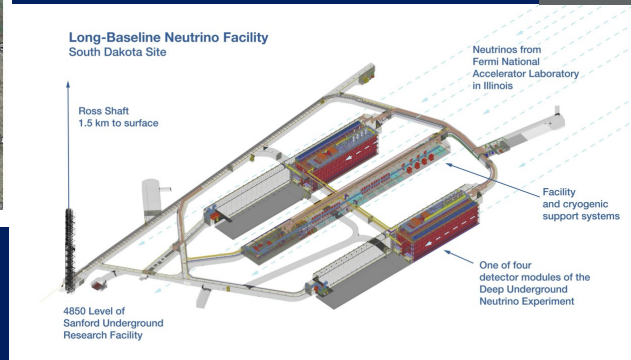 Long-Baseline Neutrino Facility
South Dakota Site
Neutrinos from
Fermi National
Accelerator Laboratory
in Illinois
Ross Shaft
1.5 km to surface
Facility
and cryogenic
support systems
One of four
detector modules of the
Deep Underground
Neutrino Experiment
4850 Level of
Sanford Underground
Research Facility